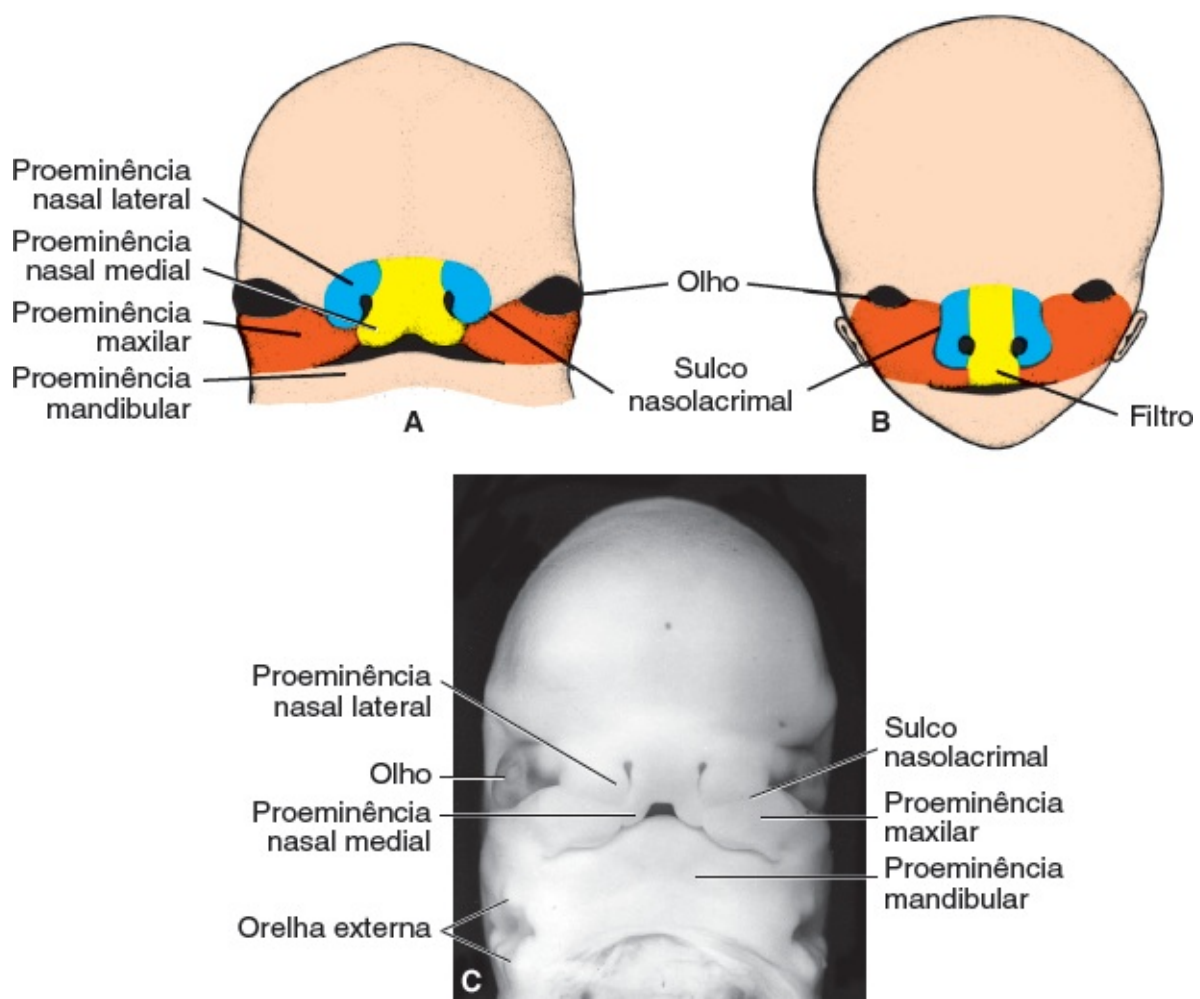 Proeminência
nasal lateral
Proeminência
nasal medial
Proeminência
maxilar
Proeminência
mandibular
A
Olho
Sulco
nasolacrimal
B
Filtro
Proeminência
nasal lateral
Olho
Proeminência
nasal medial
Orelha externa
C
Sulco
nasolacrimal
Proeminência
maxilar
Proeminência
mandibular